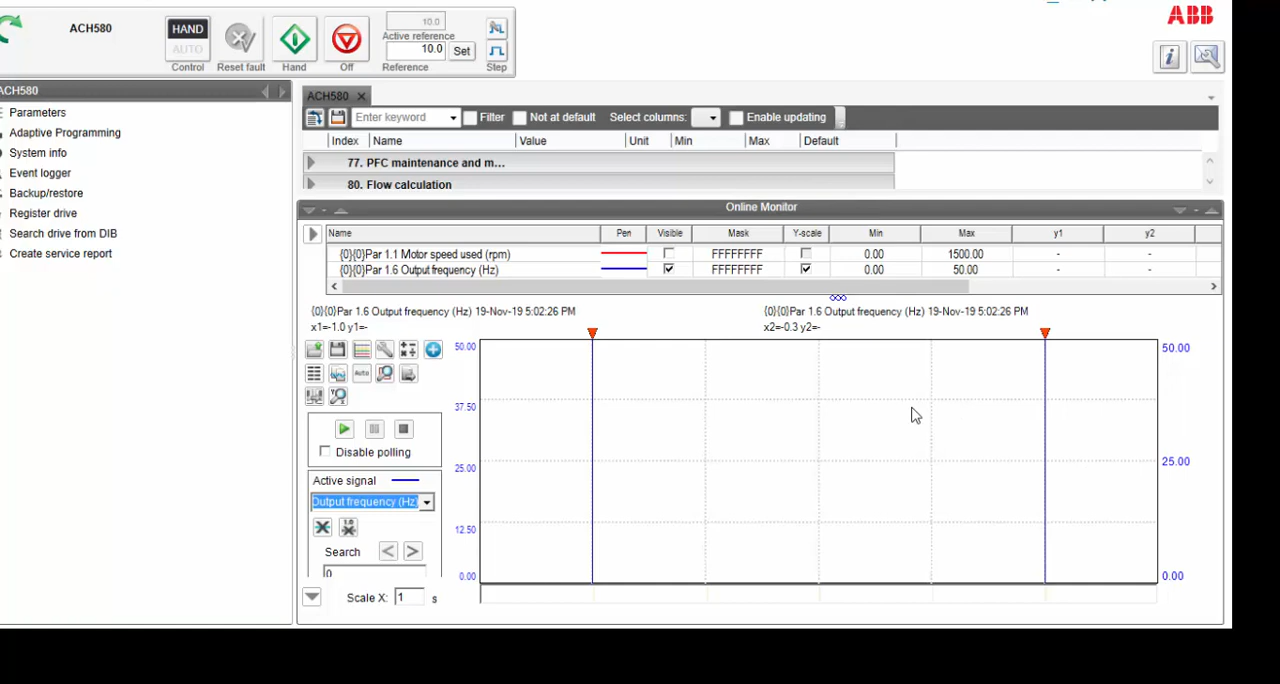 ABB
ACH580
HAND
AUTO
Control
Reset fault
Hand
Off
10.0
Active reference
10.0 Set
Reference
Step
ACH580
Parameters
Adaptive Programming
System info
Event logger
Backup/restore
Register drive
Search drive from DIB
Create service report
ACH580
Enter keyword Filter Not at default Select columns: Enable updating
Index Name Value Unit Min Max Default
77. PFC maintenance and m...
80. Flow calculation
Online Monitor
Name Pen Visible Mask Y-scale Min Max y1 y2
{0}{0}Par 1.1 Motor speed used (rpm) FFFFFFFF 0.00 1500.00 - -
{0}{0}Par 1.6 Output frequency (Hz) FFFFFFFF 0.00 50.00 - -
{0}{0}Par 1.6 Output frequency (Hz) 19-Nov-19 5:02:26 PM
x1=-1.0 y1=-
{0}{0}Par 1.6 Output frequency (Hz) 19-Nov-19 5:02:26 PM
x2=-0.3 y2=-
Auto
Disable polling
Active signal
Output frequency (Hz)
1.0
Search < >
0
Scale X: 1 s
50.00
37.50
25.00
12.50
0.00
50.00
25.00
0.00